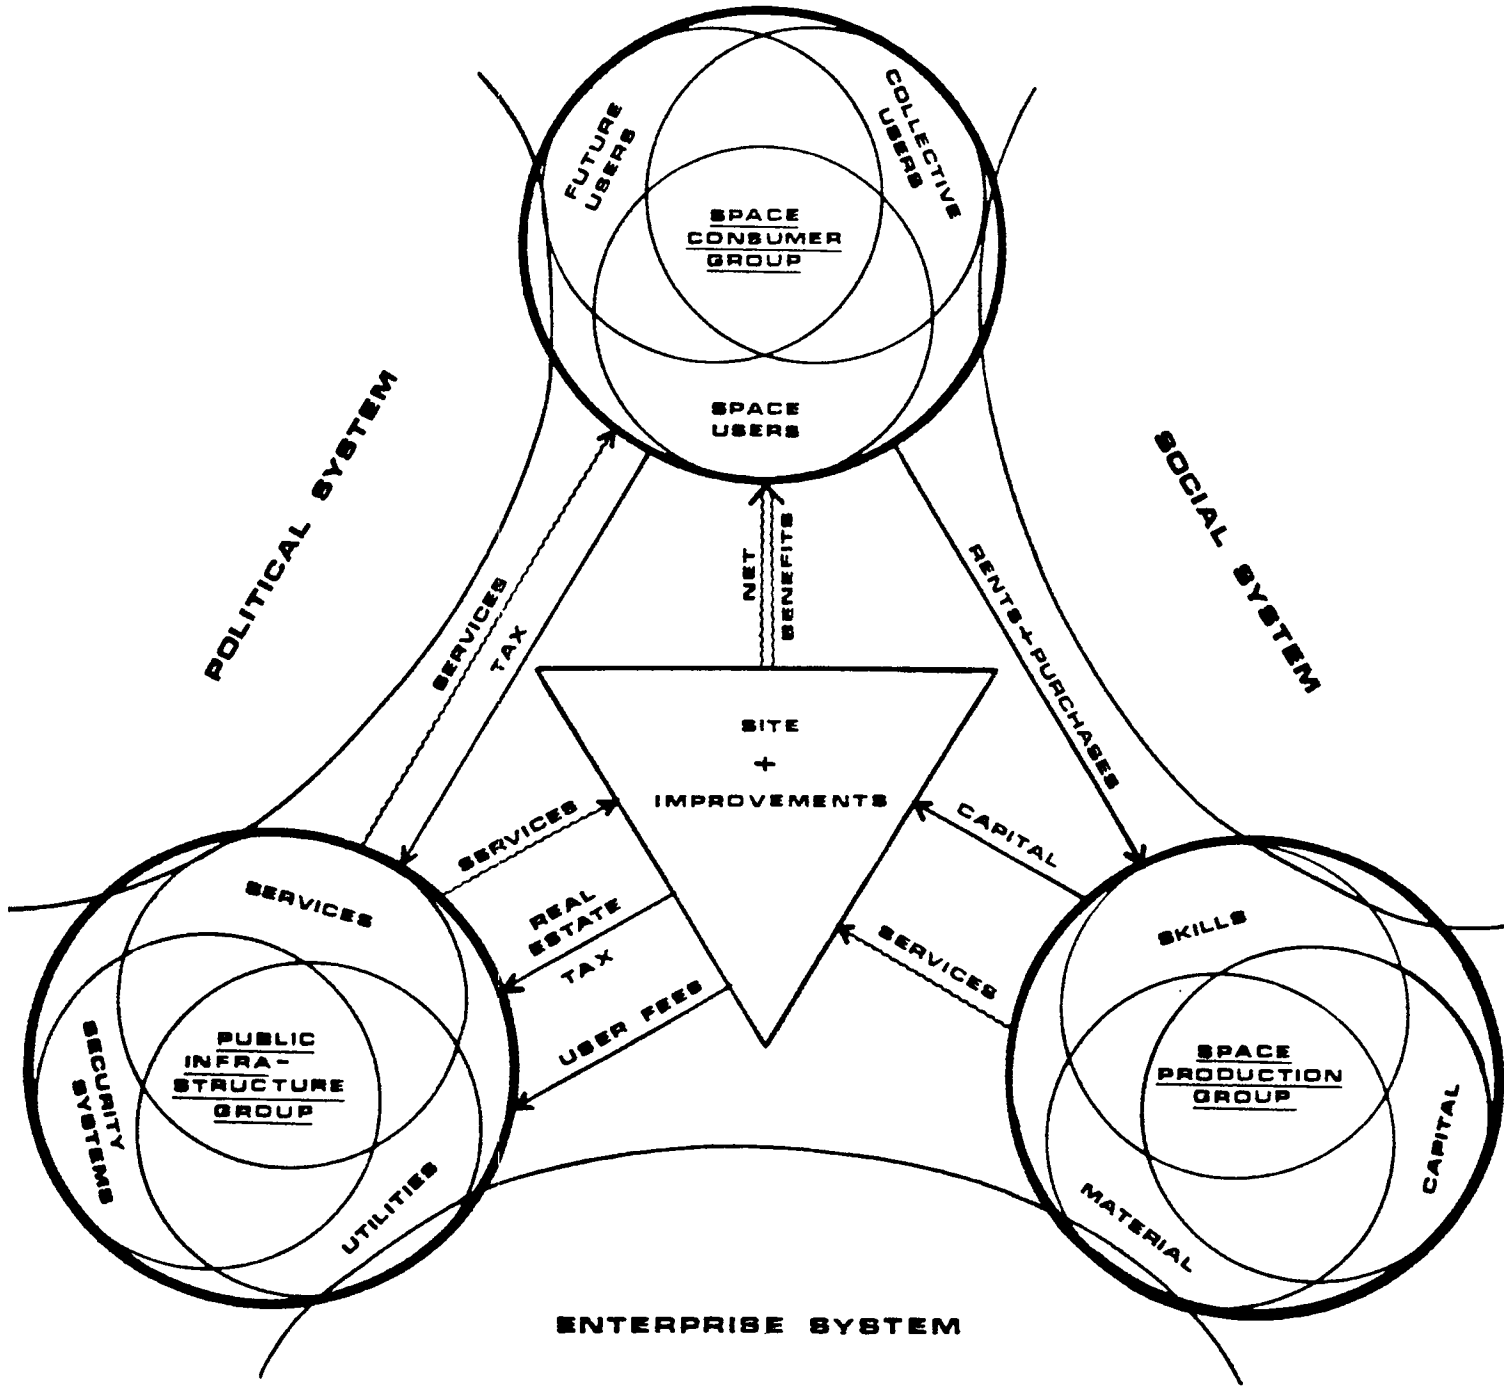 FUTURE
USERS
COLLECTIVE
USERS
SPACE
CONSUMER
GROUP
SPACE
USERS
POLITICAL SYSTEM
SOCIAL SYSTEM
SERVICES
TAX
NET
BENEFITS
RENTS+PURCHASES
SITE
+
IMPROVEMENTS
SERVICES
REAL
ESTATE
TAX
USER FEES
CAPITAL
SERVICES
SERVICES
SECURITY
SYSTEMS
PUBLIC
INFRA-
STRUCTURE
GROUP
UTILITIES
SKILLS
SPACE
PRODUCTION
GROUP
CAPITAL
MATERIAL
ENTERPRISE SYSTEM